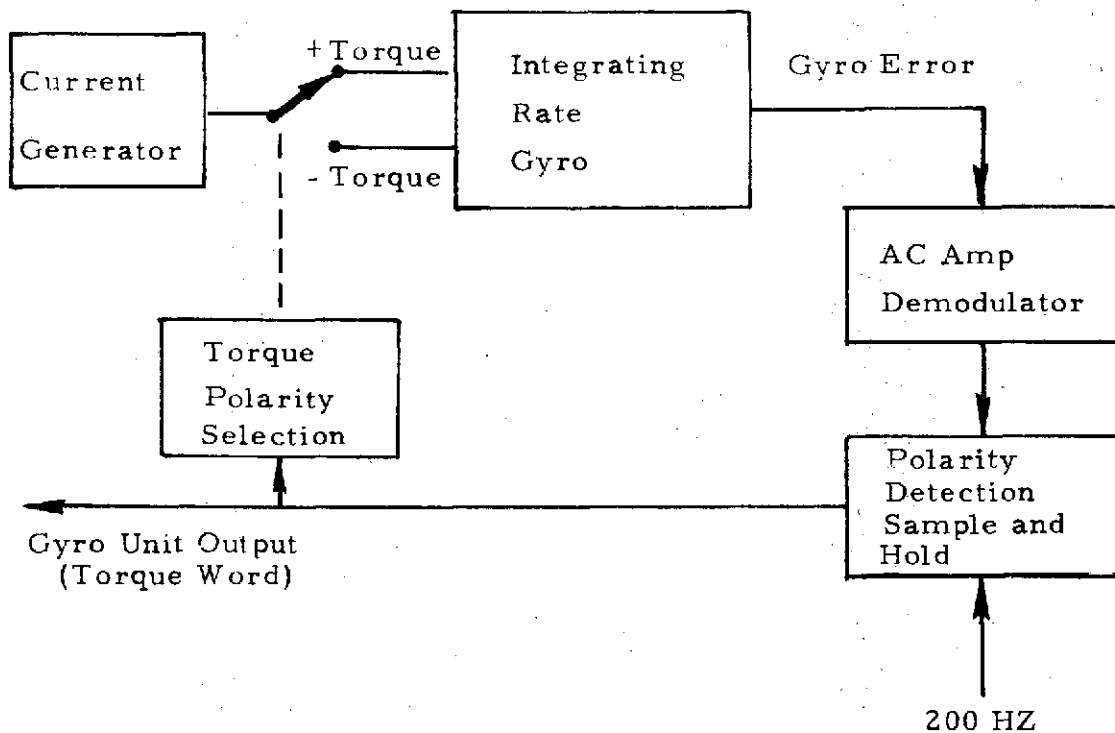 Current
Generator
+Torque
- Torque
Integrating
Rate
Gyro
Gyro Error
AC Amp
Demodulator
Torque
Polarity
Selection
Polarity
Detection
Sample and
Hold
Gyro Unit Output
(Torque Word)
200 HZ